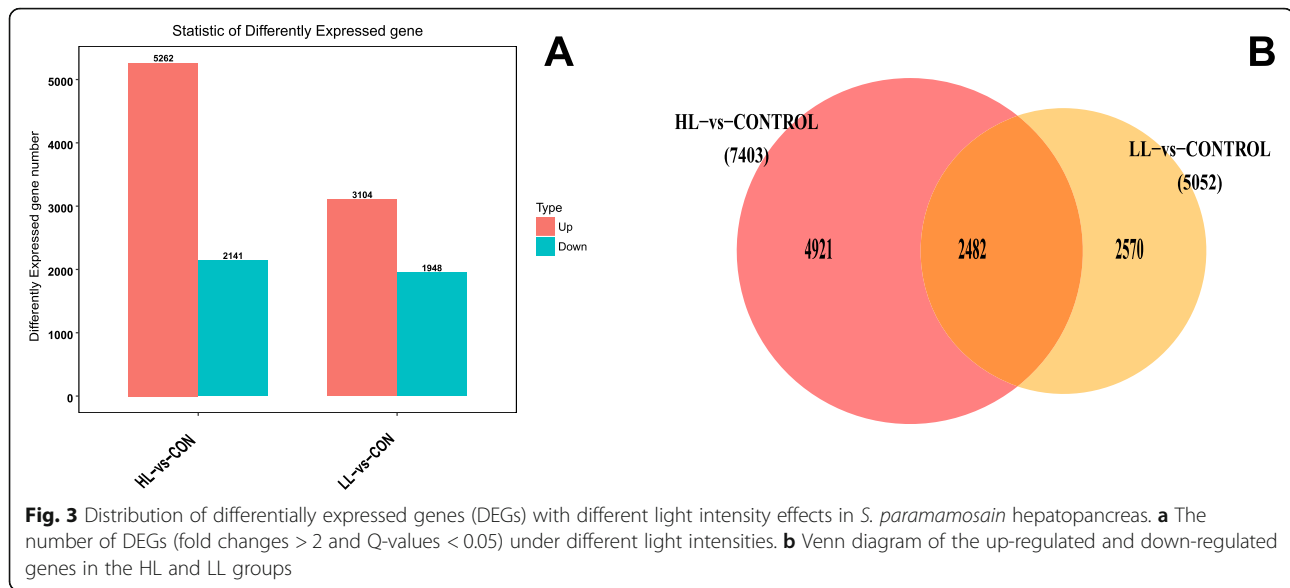 Statistic of Differently Expressed gene
A
Differently Expressed gene number
5000
4000
3000
2000
1000
0
5262
2141
3104
1948
HL-vs-CON
LL-vs-CON
Type
Up
Down
B
HL-vs-CONTROL
(7403)
LL-vs-CONTROL
(5052)
4921
2482
2570
Fig. 3 Distribution of differentially expressed genes (DEGs) with different light intensity effects in S. paramamosain hepatopancreas. a The
number of DEGs (fold changes > 2 and Q-values < 0.05) under different light intensities. b Venn diagram of the up-regulated and down-regulated
genes in the HL and LL groups